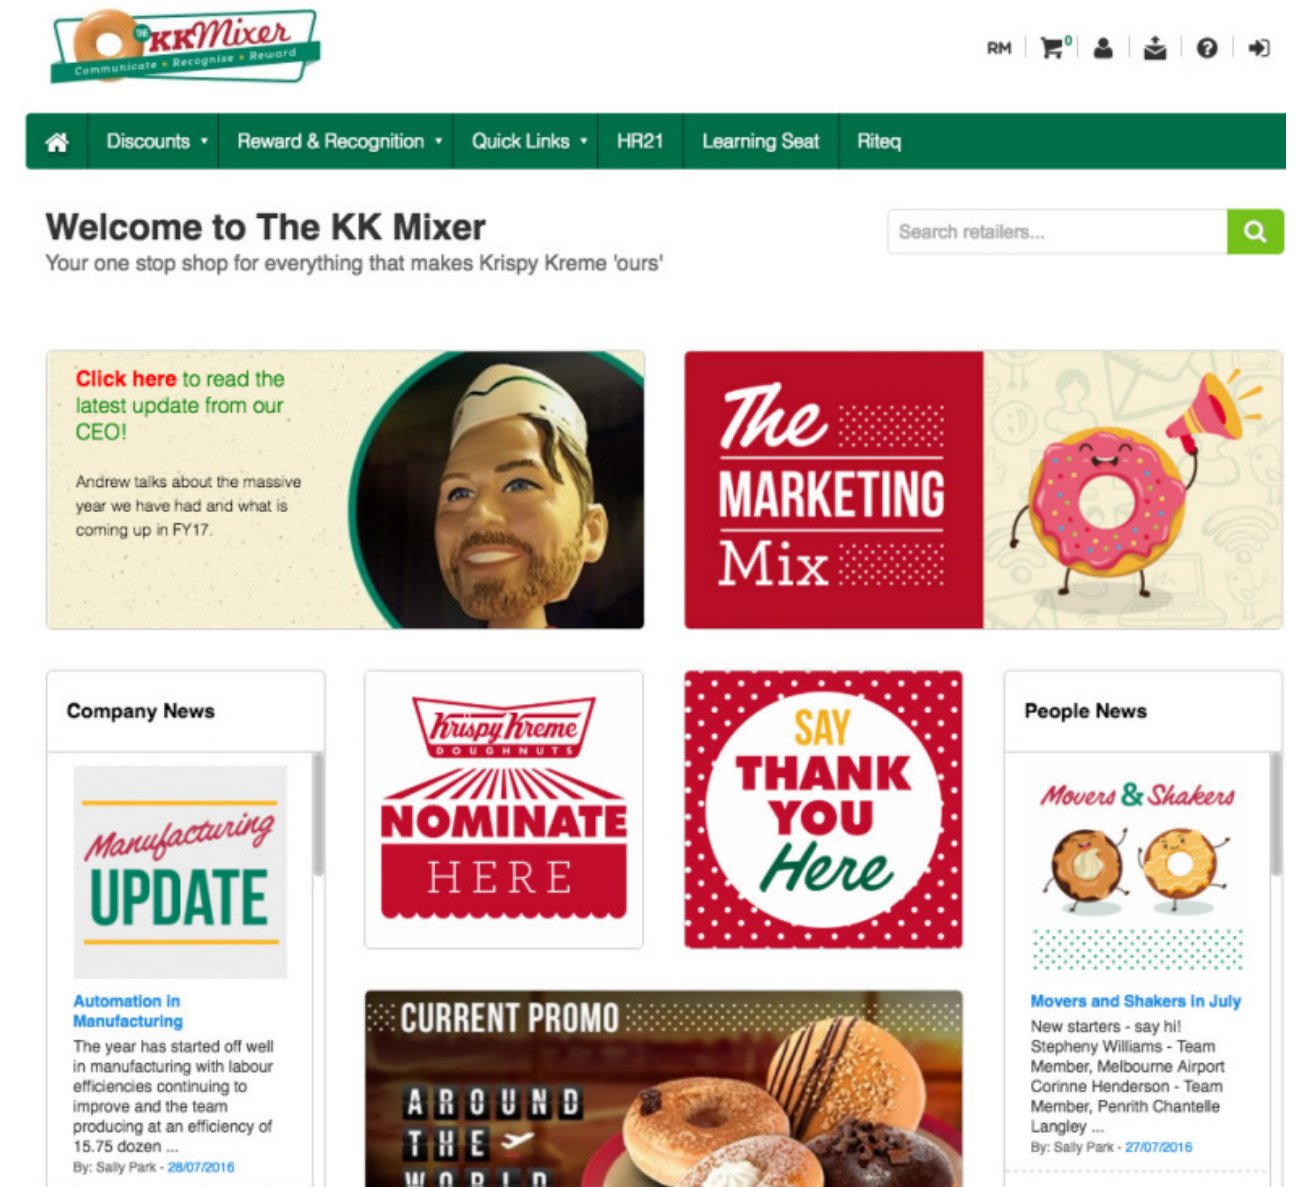 THE KKMixer
Communicate • Recognise • Reward
RM
0
Discounts
Reward & Recognition
Quick Links
HR21
Learning Seat
Riteq
Welcome to The KK Mixer
Your one stop shop for everything that makes Krispy Kreme 'ours'
Search retailers...
Click here to read the
latest update from our
CEO!
Andrew talks about the massive
year we have had and what is
coming up in FY17.
The
MARKETING
Mix
Company News
Manufacturing
UPDATE
Automation in
Manufacturing
The year has started off well
in manufacturing with labour
efficiencies continuing to
improve and the team
producing at an efficiency of
15.75 dozen ...
By: Sally Park - 28/07/2016
Krispy Kreme
DOUGHNUTS
NOMINATE
HERE
SAY
THANK
YOU
Here
CURRENT PROMO
AROUND
THE
WORLD
People News
Movers & Shakers
Movers and Shakers in July
New starters - say hi!
Stepheny Williams - Team
Member, Melbourne Airport
Corinne Henderson - Team
Member, Penrith Chantelle
Langley ...
By: Sally Park - 27/07/2016